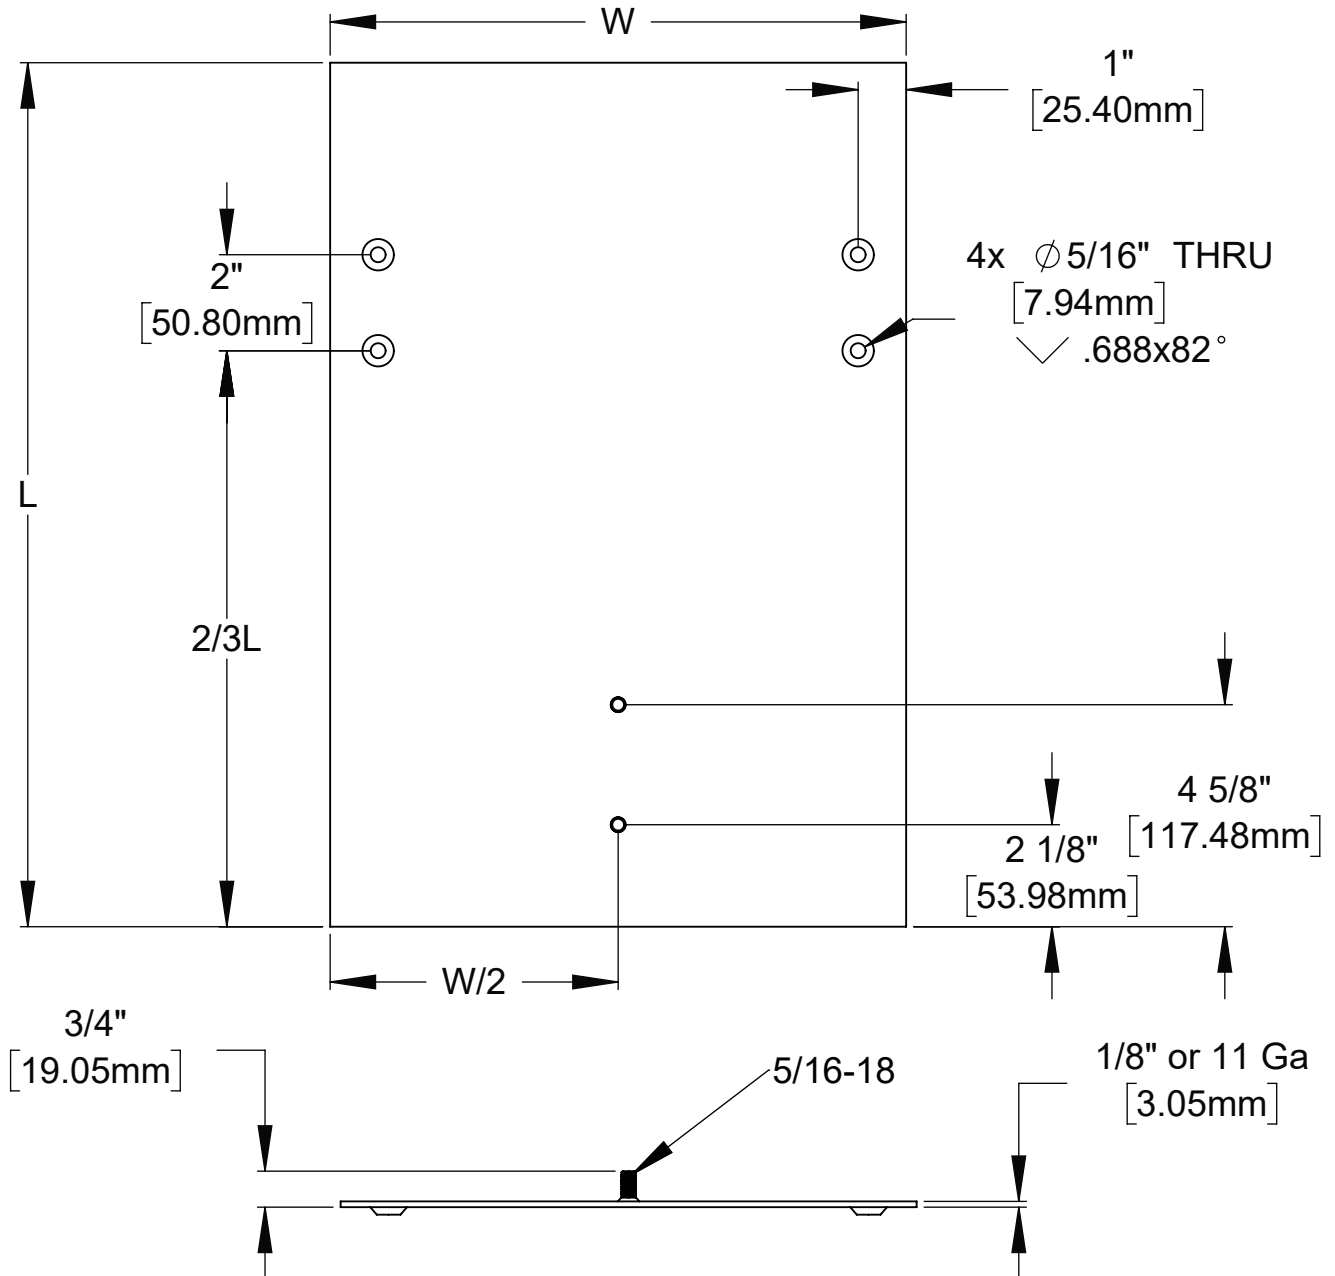 W
1"
[25.40mm]
4x ∅5/16" THRU
[7.94mm]
⌵ .688x82°
2"
[50.80mm]
L
2/3L
4 5/8"
[117.48mm]
2 1/8"
[53.98mm]
W/2
3/4"
[19.05mm]
5/16-18
1/8" or 11 Ga
[3.05mm]